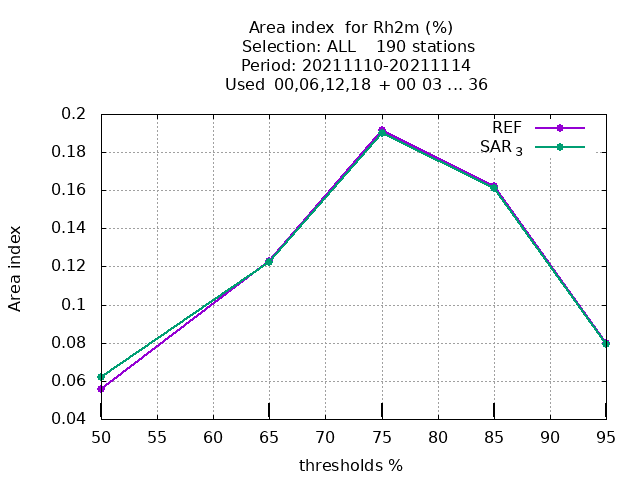 Area index  for Rh2m (%)
Selection: ALL    190 stations
Period: 20211110-20211114
Used  00,06,12,18  + 00 03 ... 36
REF
SAR 3
0.2
0.18
0.16
0.14
0.12
0.1
0.08
0.06
0.04
Area index
50 55 60 65 70 75 80 85 90 95
thresholds %